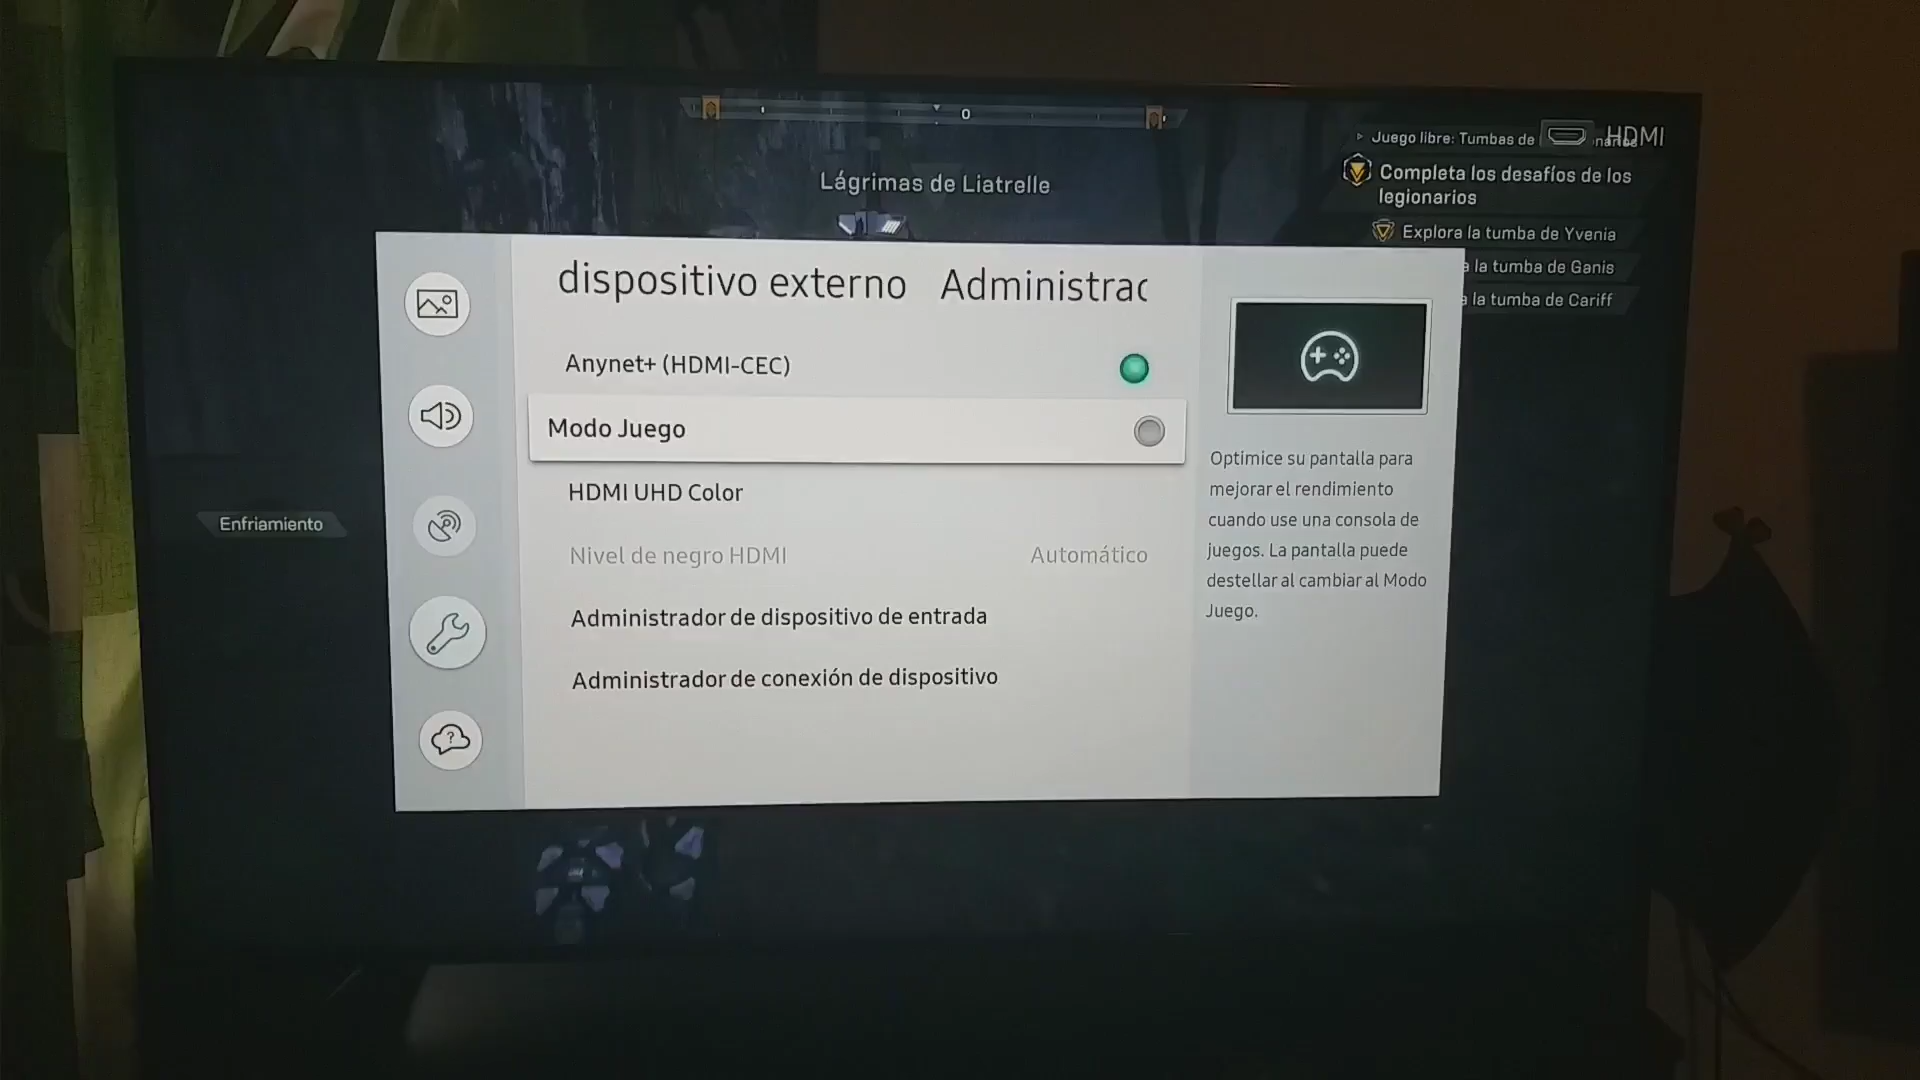 0
Juego libre: Tumbas de
HDMI
Lágrimas de Liatrelle
Completa los desafíos de los
legionarios
Explora la tumba de Yvenia
a la tumba de Ganis
a la tumba de Cariff
dispositivo externo Administrac
Anynet+ (HDMI-CEC)
Modo Juego
HDMI UHD Color
Nivel de negro HDMI Automático
Administrador de dispositivo de entrada
Administrador de conexión de dispositivo
Optimice su pantalla para
mejorar el rendimiento
cuando use una consola de
juegos. La pantalla puede
destellar al cambiar al Modo
Juego.
Enfriamiento